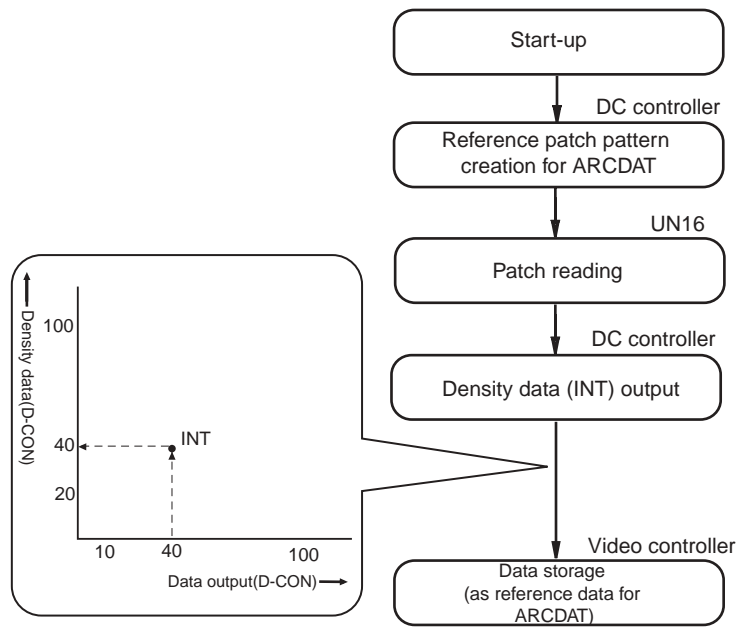 Start-up
DC controller
Reference patch pattern
creation for ARCDAT
UN16
Patch reading
DC controller
Density data (INT) output
Density data(D-CON)
100
40
20
INT
10
40
100
Data output(D-CON)
Video controller
Data storage
(as reference data for
ARCDAT)